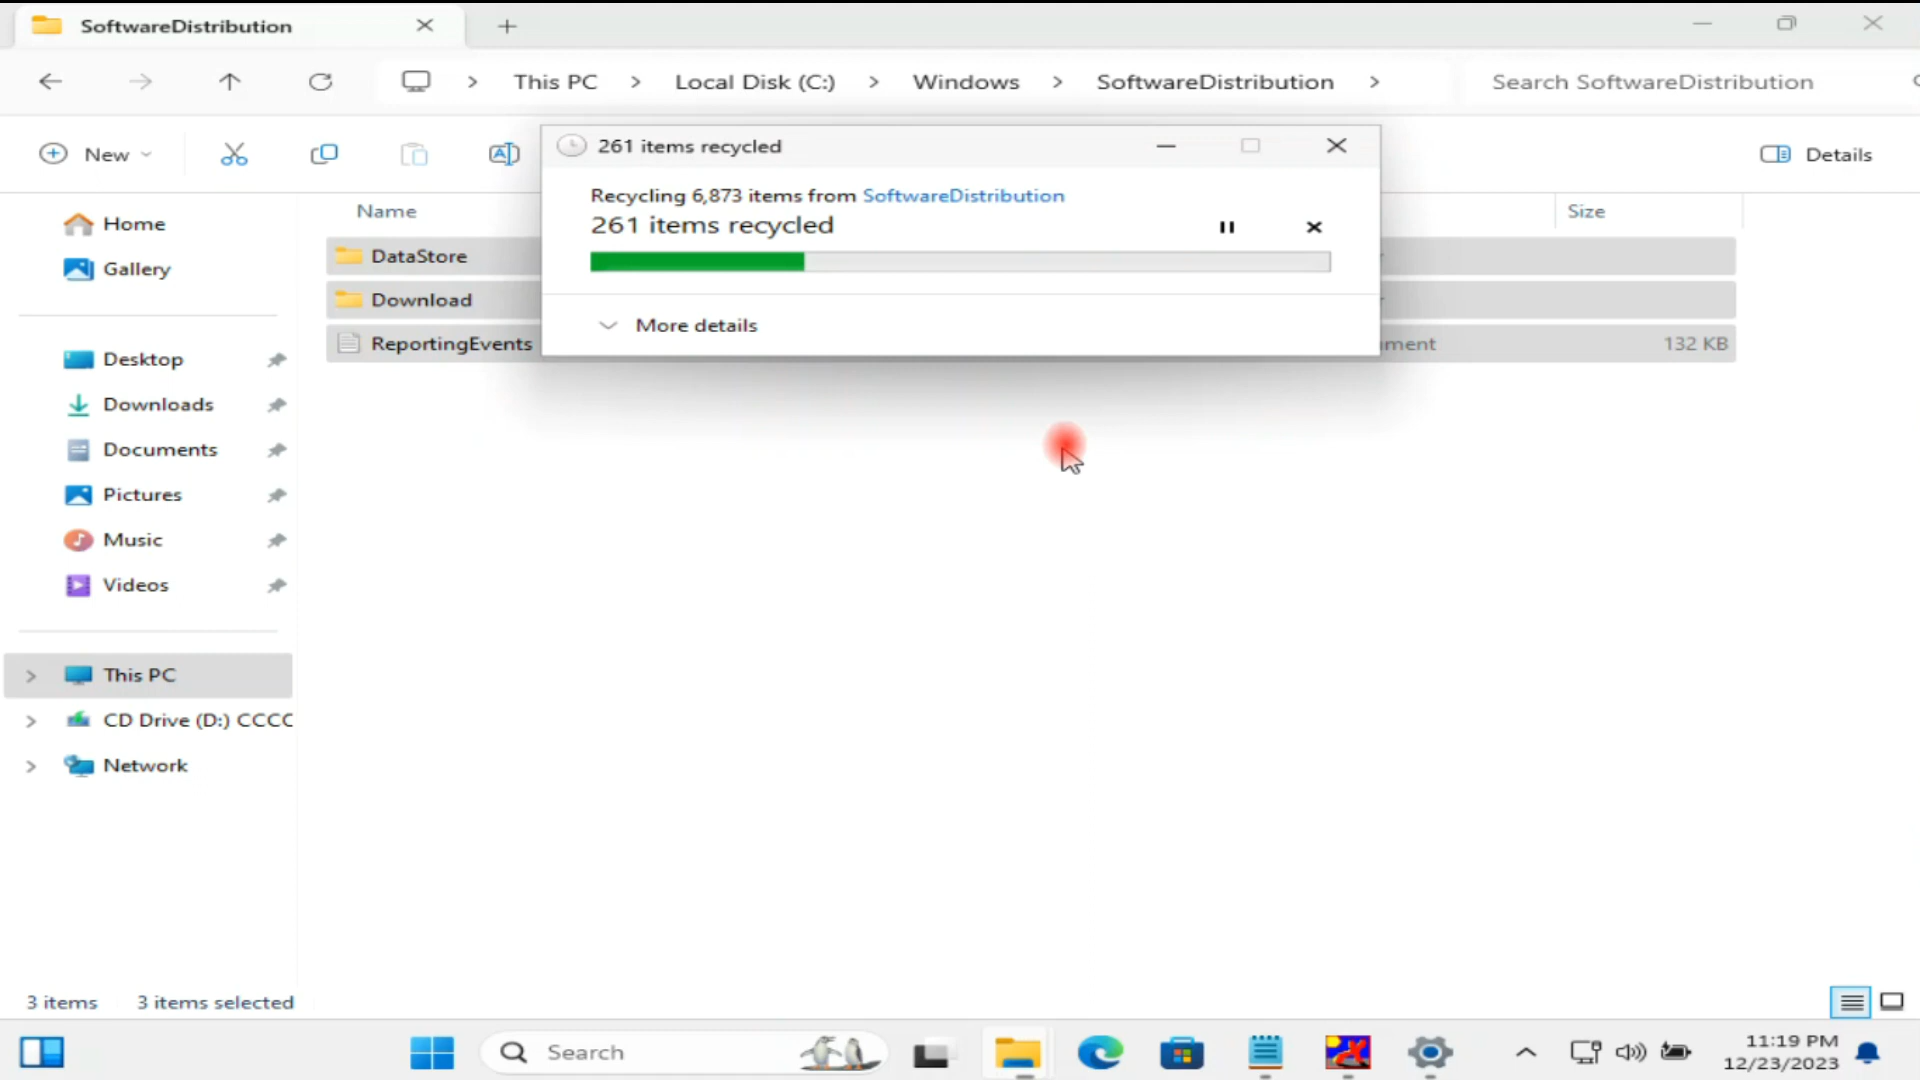 SoftwareDistribution
This PC > Local Disk (C:) > Windows > SoftwareDistribution >
Search SoftwareDistribution
New
Details
261 items recycled
Recycling 6,873 items from SoftwareDistribution
261 items recycled
More details
Name
Size
DataStore
Download
ReportingEvents
ment
132 KB
Home
Gallery
Desktop
Downloads
Documents
Pictures
Music
Videos
This PC
CD Drive (D:) CCCC
Network
3 items 3 items selected
Search
11:19 PM
12/23/2023